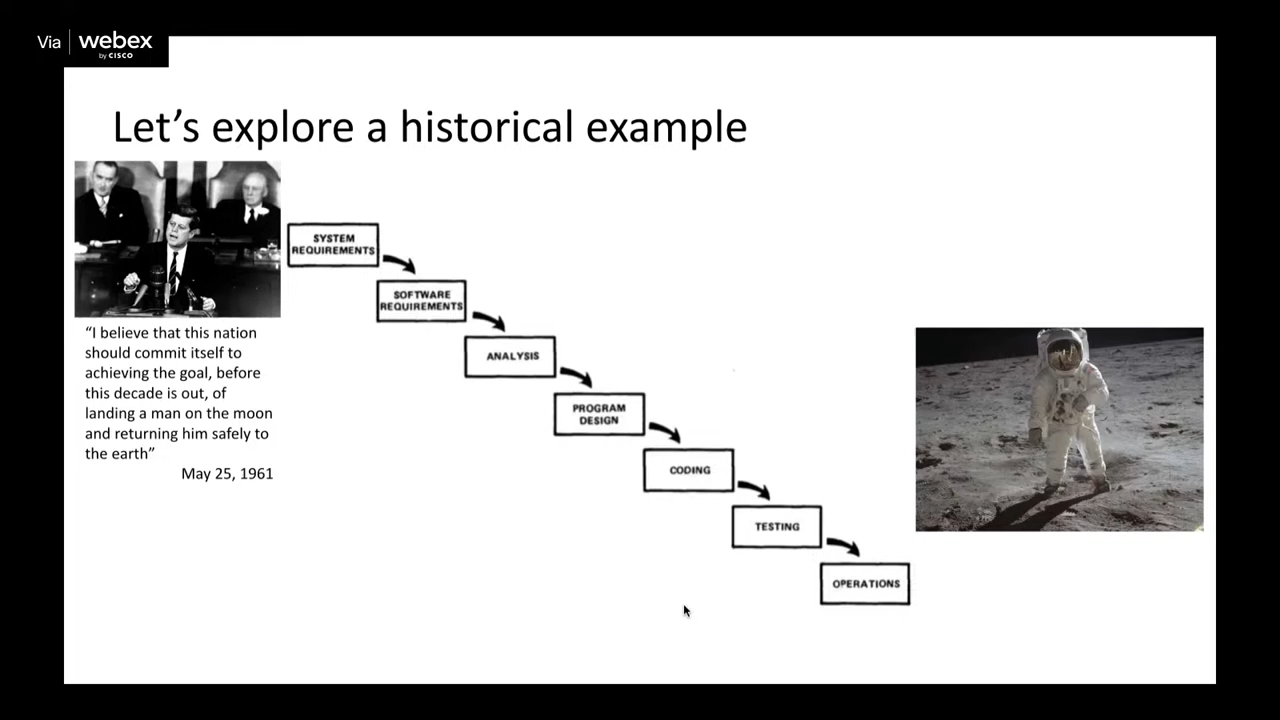 Via webex
by CISCO
Let's explore a historical example
SYSTEM
REQUIREMENTS
SOFTWARE
REQUIREMENTS
ANALYSIS
PROGRAM
DESIGN
CODING
TESTING
OPERATIONS
“I believe that this nation
should commit itself to
achieving the goal, before
this decade is out, of
landing a man on the moon
and returning him safely to
the earth”
May 25, 1961